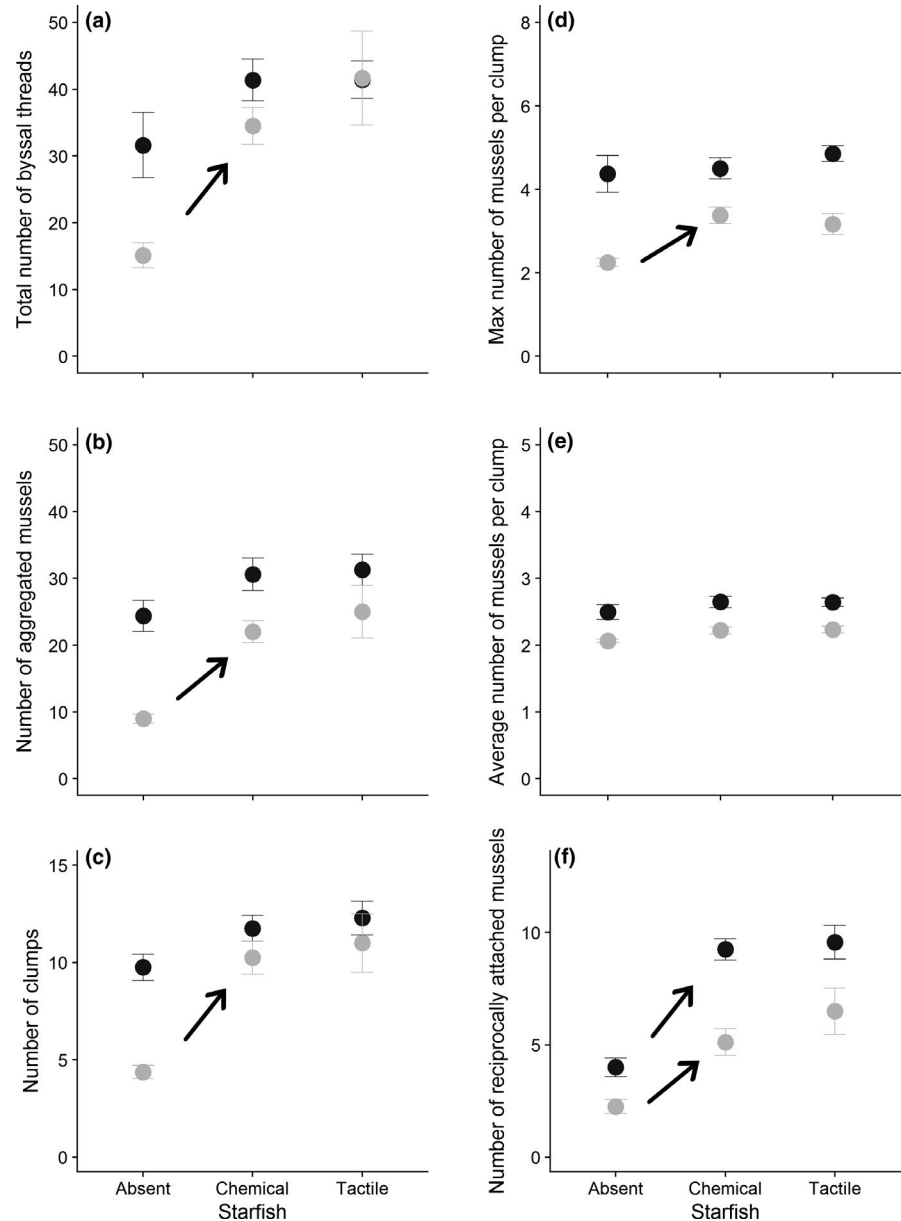 (a)
Total number of byssal threads
50
40
30
20
10
0
(b)
Number of aggregated mussels
50
40
30
20
10
0
(c)
Number of clumps
15
10
5
0
Absent Chemical Tactile
Starfish
(d)
Max number of mussels per clump
8
6
4
2
0
(e)
Average number of mussels per clump
5
4
3
2
1
0
(f)
Number of reciprocally attached mussels
10
5
0
Absent Chemical Tactile
Starfish